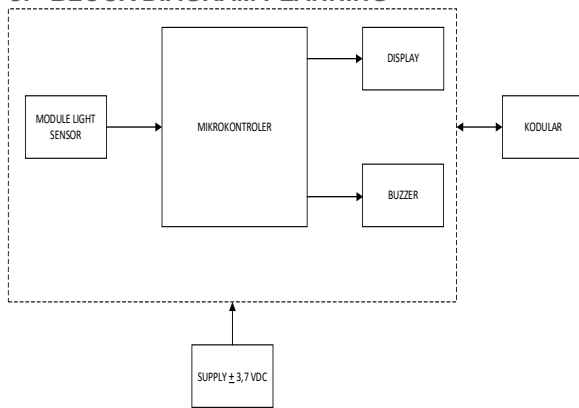 DISPLAY
MODULE LIGHT
SENSOR
MIKROKONTROLER
KODULAR
BUZZER
SUPPLY ± 3,7 VDC